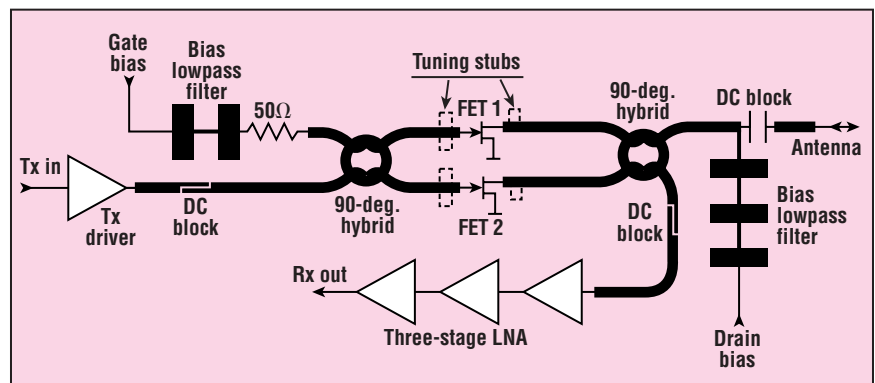 Gate
bias
Bias
lowpass
filter
50Ω
Tuning stubs
FET 1
90-deg.
hybrid
DC block
Antenna
Tx in
Tx
driver
DC
block
90-deg.
hybrid
FET 2
DC
block
Bias
lowpass
filter
Rx out
Three-stage LNA
Drain
bias